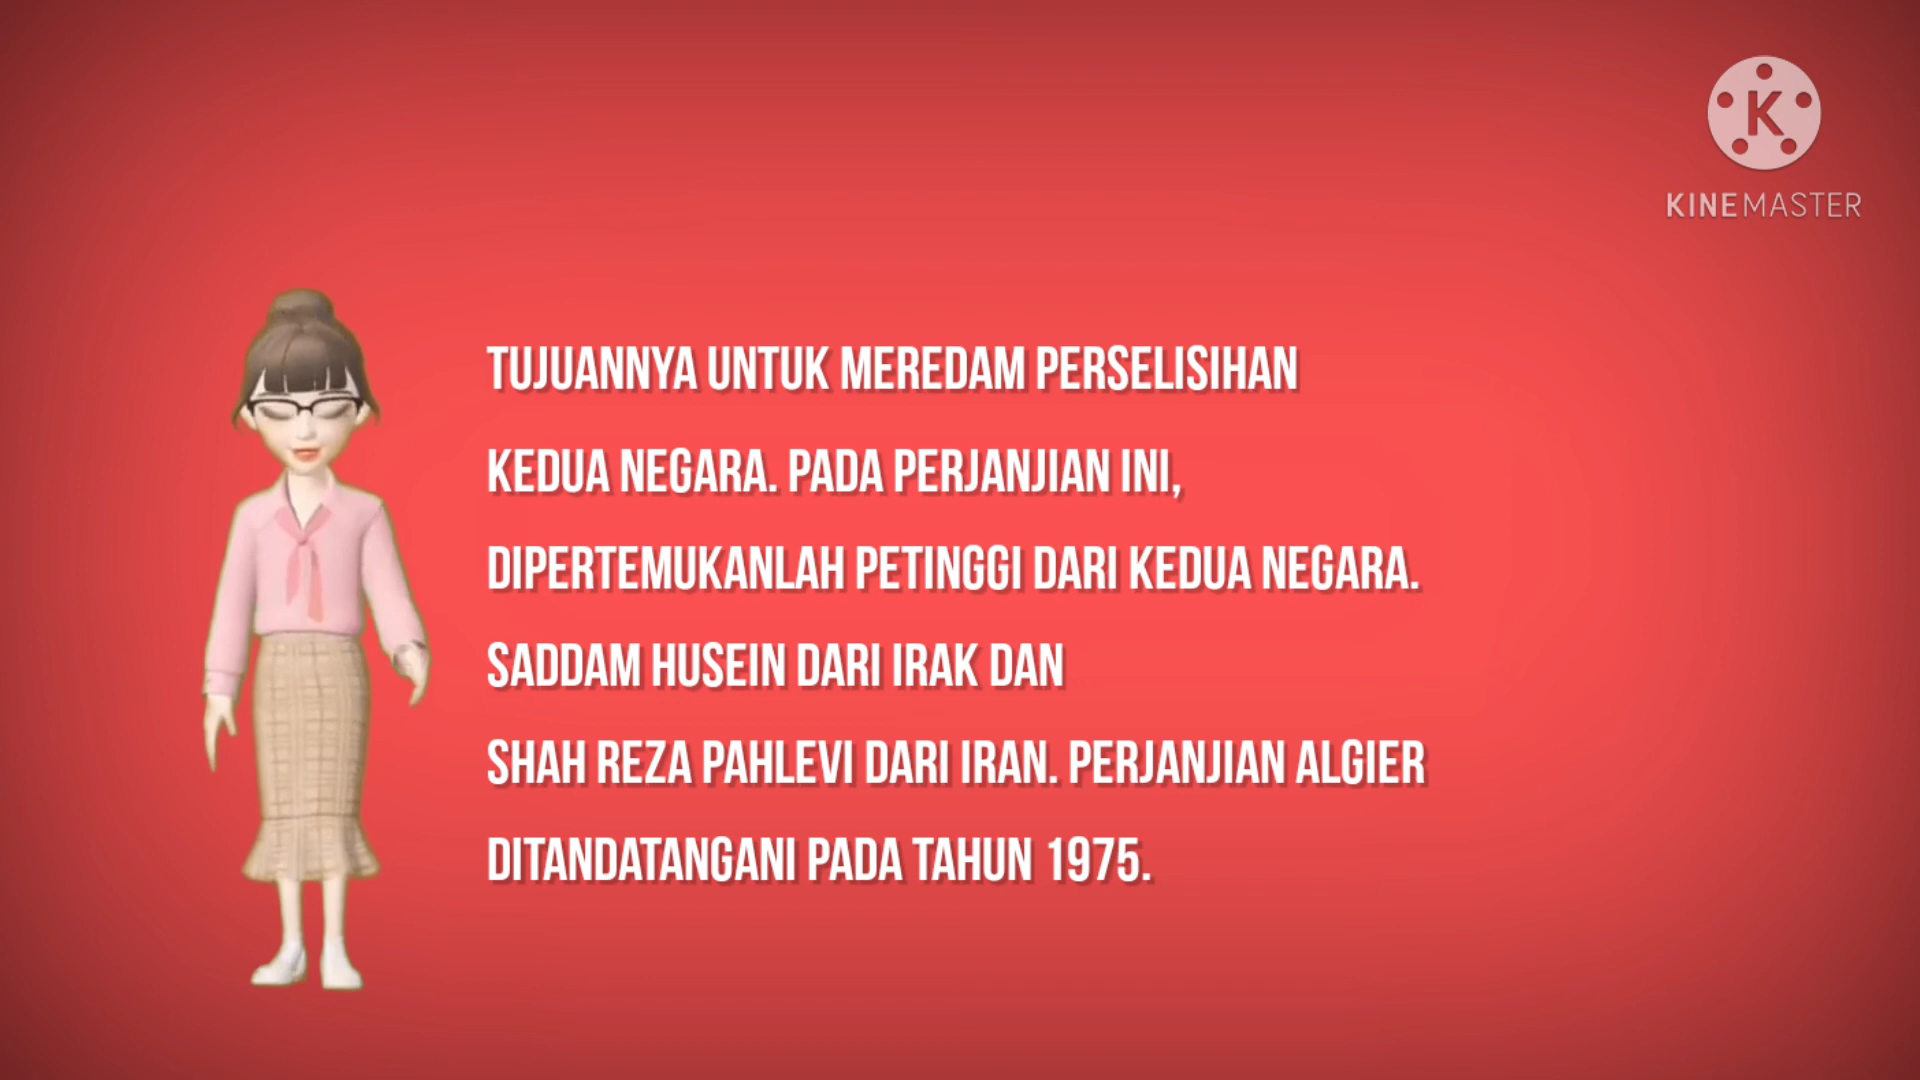 K
KINEMASTER
TUJUANNYA UNTUK MEREDAM PERSELISIHAN
KEDUA NEGARA. PADA PERJANJIAN INI,
DIPERTEMUKANLAH PETINGGI DARI KEDUA NEGARA.
SADDAM HUSEIN DARI IRAK DAN
SHAH REZA PAHLEVI DARI IRAN. PERJANJIAN ALGIER
DITANDATANGANI PADA TAHUN 1975.